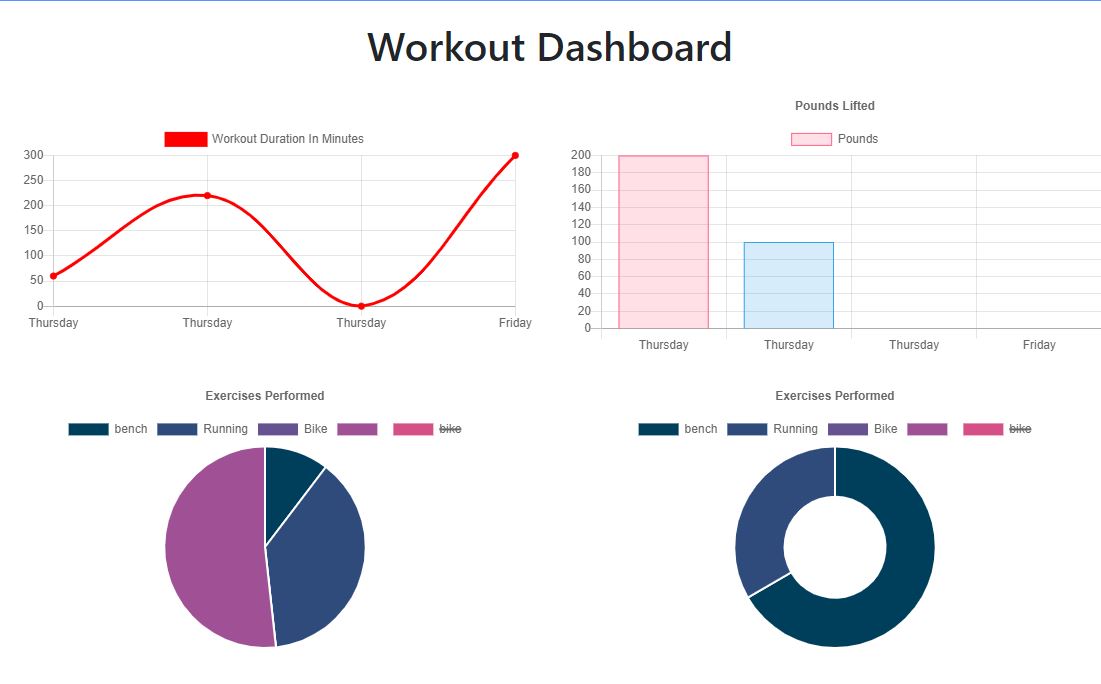 Workout Dashboard
Workout Duration In Minutes
300
250
200
150
100
50
0
Thursday Thursday Thursday Friday
Pounds Lifted
Pounds
200
180
160
140
120
100
80
60
40
20
0
Thursday Thursday Thursday Friday
Exercises Performed
bench Running Bike bike
Exercises Performed
bench Running Bike bike